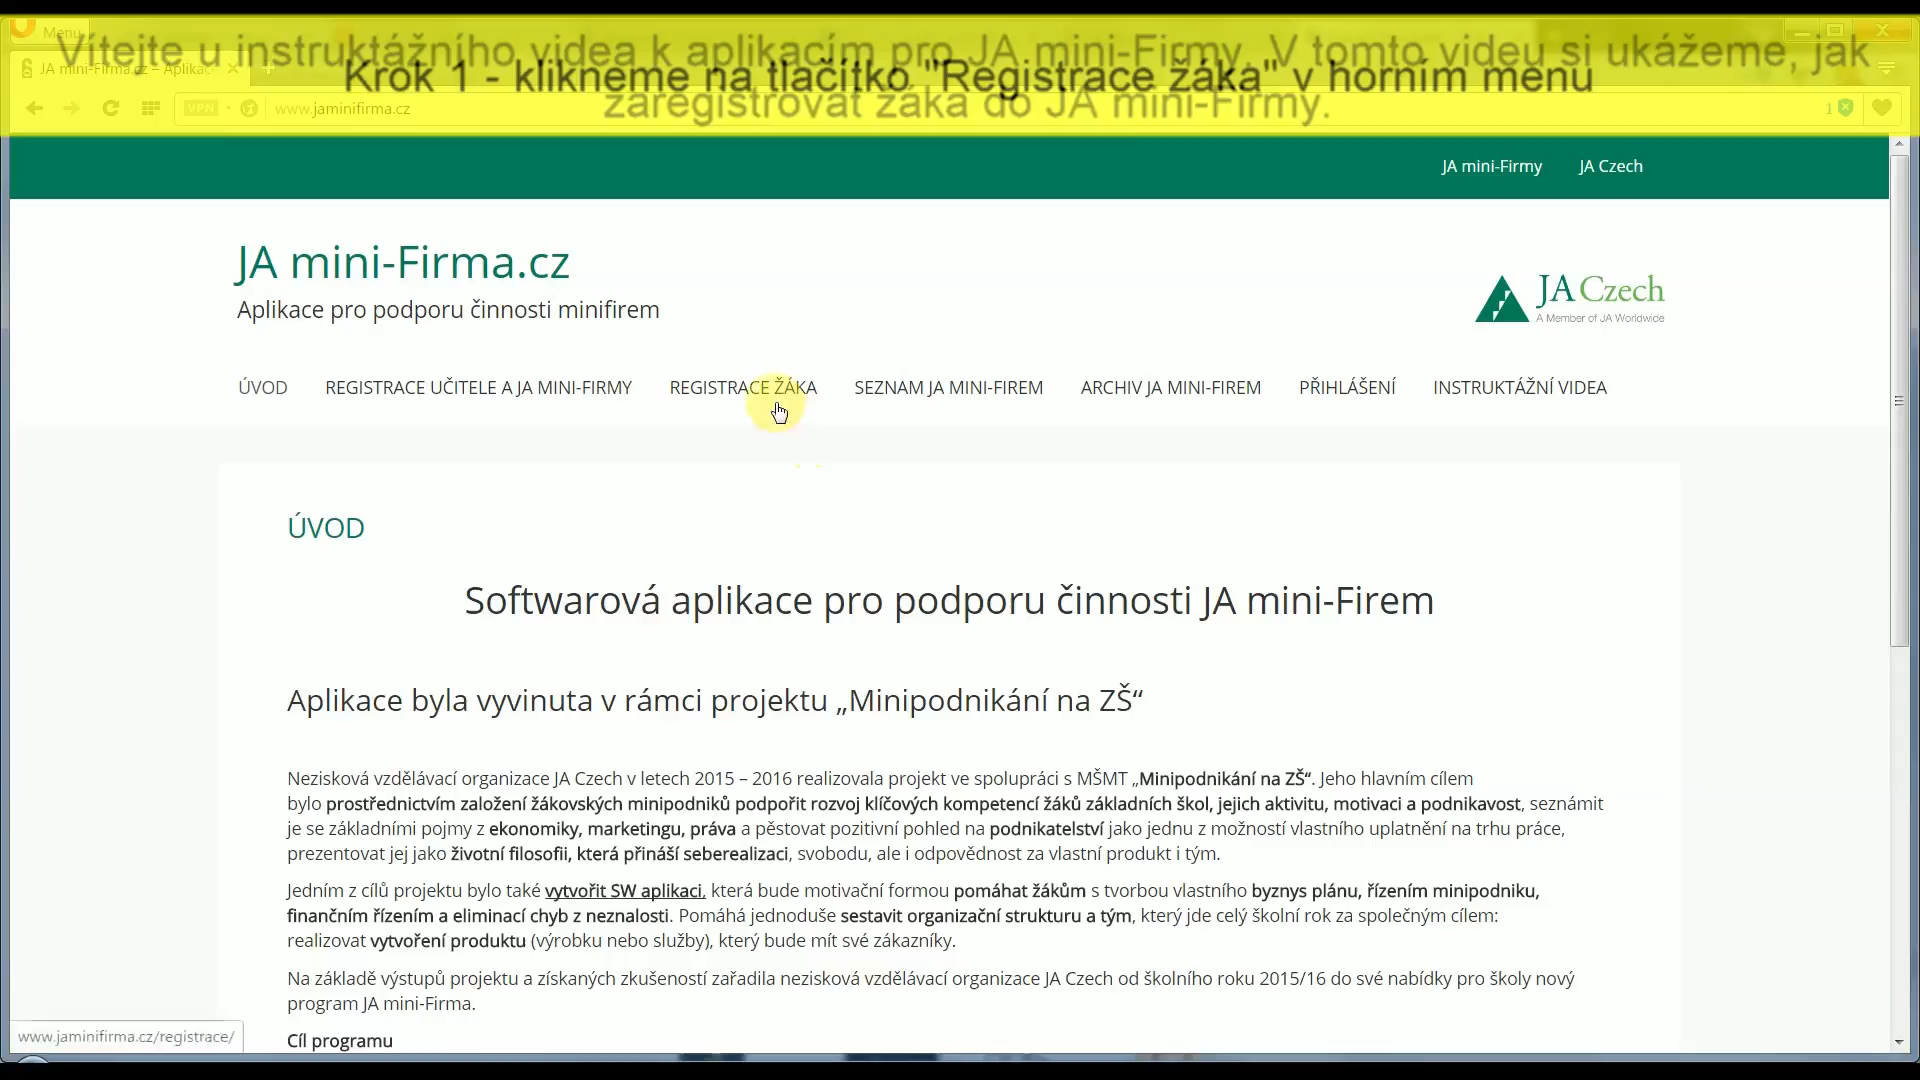 Menu
Vítejte u instruktážního videa k aplikacím pro JA mini-Firmy. V tomto videu si ukážeme, jak
zaregistrovat žáka do JA mini-Firmy.
Krok 1 - klikneme na tlačítko "Registrace žáka" v horním menu
JA mini-Firma.cz – Aplikac
VPN
www.jaminifirma.cz
1
JA mini-Firmy
JA Czech
JA mini-Firma.cz
Aplikace pro podporu činnosti minifirem
JA Czech
A Member of JA Worldwide
ÚVOD
REGISTRACE UČITELE A JA MINI-FIRMY
REGISTRACE ŽÁKA
SEZNAM JA MINI-FIREM
ARCHIV JA MINI-FIREM
PŘIHLÁŠENÍ
INSTRUKTÁŽNÍ VIDEA
ÚVOD
Softwarová aplikace pro podporu činnosti JA mini-Firem
Aplikace byla vyvinuta v rámci projektu „Minipodnikání na ZŠ“
Nezisková vzdělávací organizace JA Czech v letech 2015 – 2016 realizovala projekt ve spolupráci s MŠMT „Minipodnikání na ZŠ“. Jeho hlavním cílem
bylo prostřednictvím založení žákovských minipodniků podpořit rozvoj klíčových kompetencí žáků základních škol, jejich aktivitu, motivaci a podnikavost, seznámit
je se základními pojmy z ekonomiky, marketingu, práva a pěstovat pozitivní pohled na podnikatelství jako jednu z možností vlastního uplatnění na trhu práce,
prezentovat jej jako životní filosofii, která přináší seberealizaci, svobodu, ale i odpovědnost za vlastní produkt i tým.
Jedním z cílů projektu bylo také vytvořit SW aplikaci, která bude motivační formou pomáhat žákům s tvorbou vlastního byznys plánu, řízením minipodniku,
finančním řízením a eliminací chyb z neznalosti. Pomáhá jednoduše sestavit organizační strukturu a tým, který jde celý školní rok za společným cílem:
realizovat vytvoření produktu (výrobku nebo služby), který bude mít své zákazníky.
Na základě výstupů projektu a získaných zkušeností zařadila nezisková vzdělávací organizace JA Czech od školního roku 2015/16 do své nabídky pro školy nový
program JA mini-Firma.
Cíl programu
www.jaminifirma.cz/registrace/